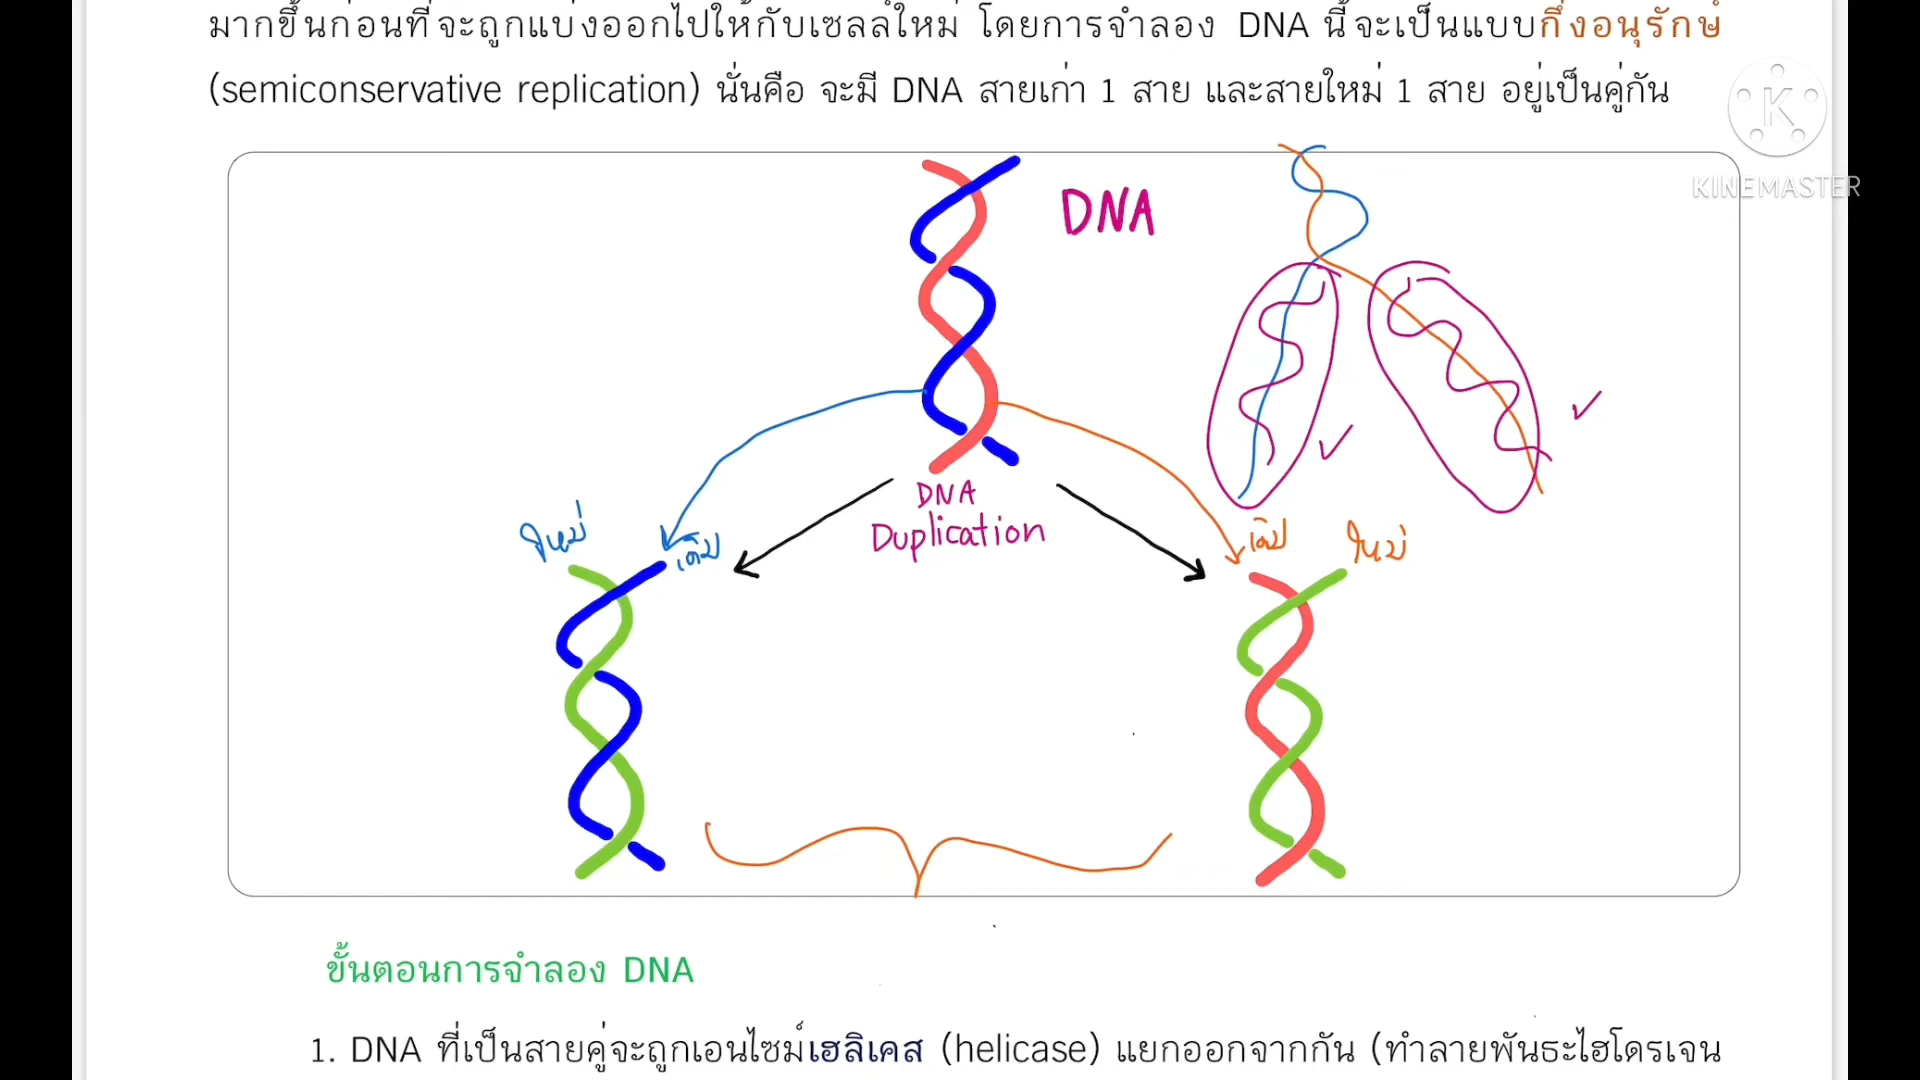 มากขึ้นก่อนที่จะถูกแบ่งออกไปให้กับเซลล์ใหม่ โดยการจำลอง DNA นี้จะเป็นแบบกึ่งอนุรักษ์
(semiconservative replication) นั่นคือ จะมี DNA สายเก่า 1 สาย และสายใหม่ 1 สาย อยู่เป็นคู่กัน
K
KINEMASTER
DNA
DNA
Duplication
ใหม่ เดิม
เดิม ใหม่
ขั้นตอนการจำลอง DNA
1. DNA ที่เป็นสายคู่จะถูกเอนไซม์เฮลิเคส (helicase) แยกออกจากกัน (ทำลายพันธะไฮโดรเจน